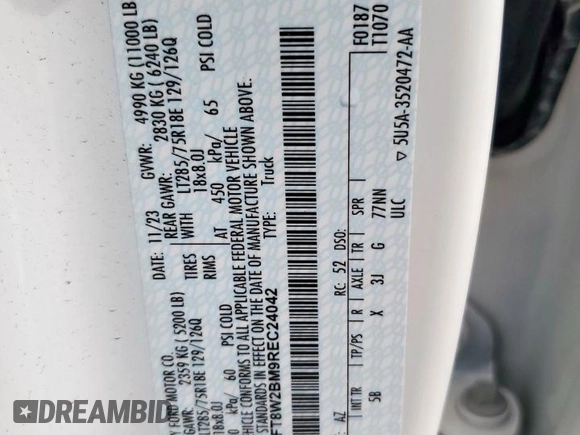 Y FORD MOTOR CO.
DATE: 11/23 GVWR: 4990 KG (11000 LB
GAWR: 2359 KG ( 5200 LB) REAR GAWR: 2830 KG ( 6240 LB)
LT285/75R18E 129/126Q TIRES WITH LT285/75R18E 129/126Q
18x8.0J RIMS 18x8.0J
kPa/ 60 PSI COLD AT 450 kPa/ 65 PSI COLD
VEHICLE CONFORMS TO ALL APPLICABLE FEDERAL MOTOR VEHICLE
STANDARDS IN EFFECT ON THE DATE OF MANUFACTURE SHOWN ABOVE.
FT8W2BM9REC24042 TYPE: Truck
F0187
T1070
AZ RC: 52 DSO:
INT TR TP/PS R AXLE TR SPR
5B X 3J G 77NN
ULC
▽ 5U5A-3520472-AA
DREAMBID